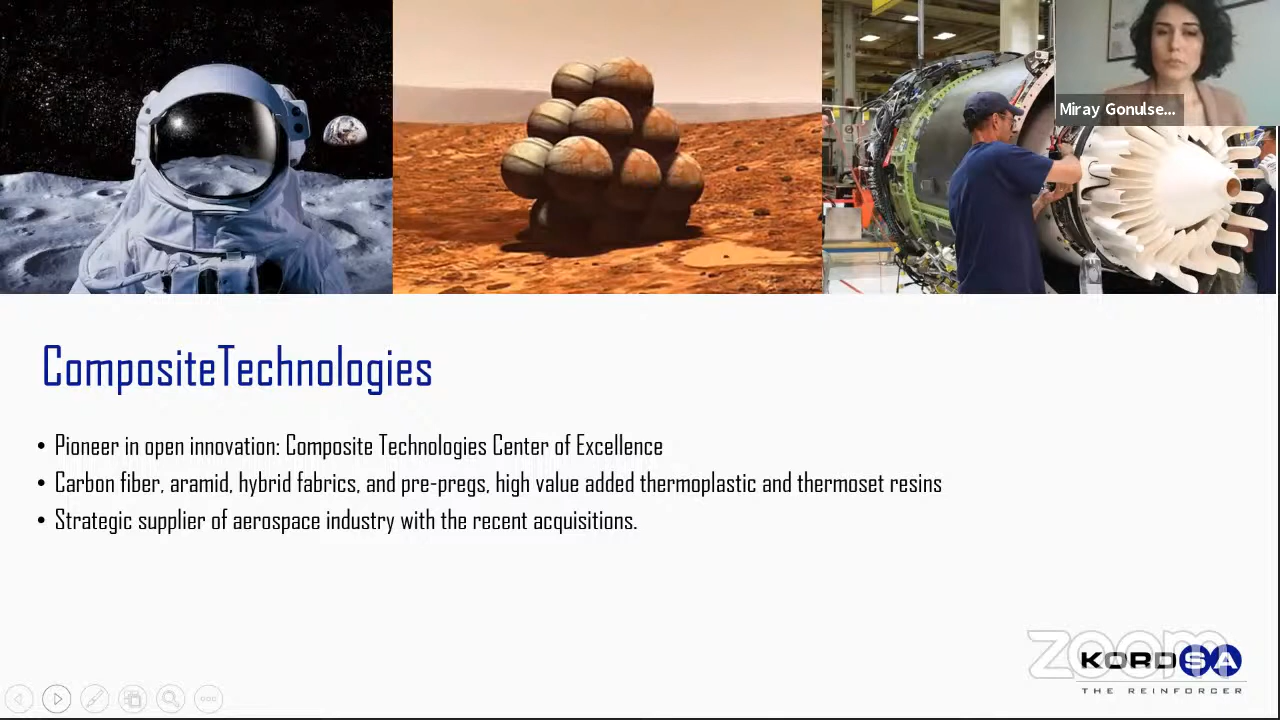 Miray Gonulse...
CompositeTechnologies
• Pioneer in open innovation: Composite Technologies Center of Excellence
• Carbon fiber, aramid, hybrid fabrics, and pre-pregs, high value added thermoplastic and thermoset resins
• Strategic supplier of aerospace industry with the recent acquisitions.
zoom
KORDSA
THE REINFORCER